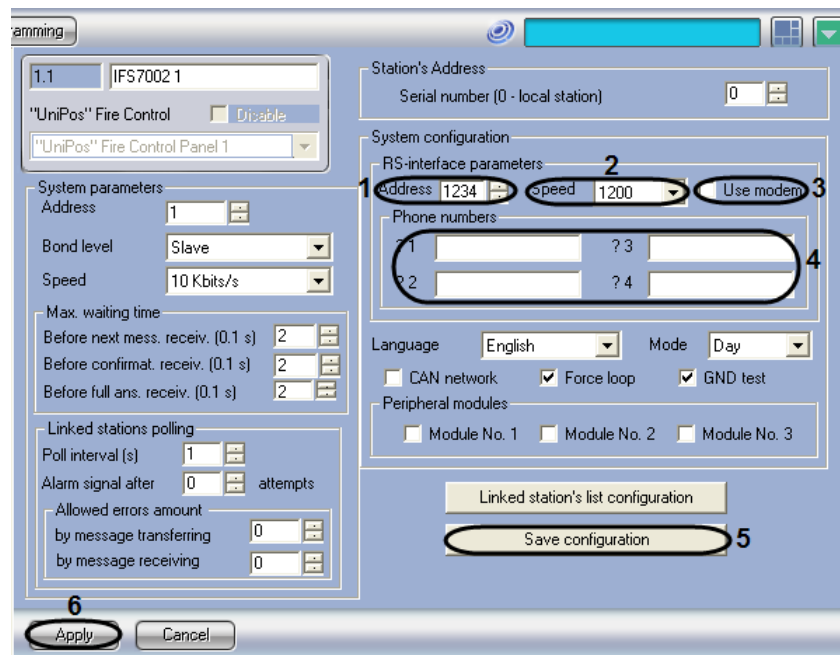 amming
1.1 IFS7002 1
"UniPos" Fire Control Disable
"UniPos" Fire Control Panel 1
System parameters
Address 1
Bond level Slave
Speed 10 Kbits/s
Max. waiting time
Before next mess. receiv. (0.1 s) 2
Before confirmat. receiv. (0.1 s) 2
Before full ans. receiv. (0.1 s) 2
Linked stations polling
Poll interval (s) 1
Alarm signal after 0 attempts
Allowed errors amount
by message transferring 0
by message receiving 0
Station's Address
Serial number (0 - local station) 0
System configuration
RS-interface parameters
2
1 Address 1234 Speed 1200 Use modem 3
Phone numbers
? 1 ? 3
4
? 2 ? 4
Language English Mode Day
CAN network Force loop GND test
Peripheral modules
Module No. 1 Module No. 2 Module No. 3
Linked station's list configuration
Save configuration 5
6
Apply Cancel